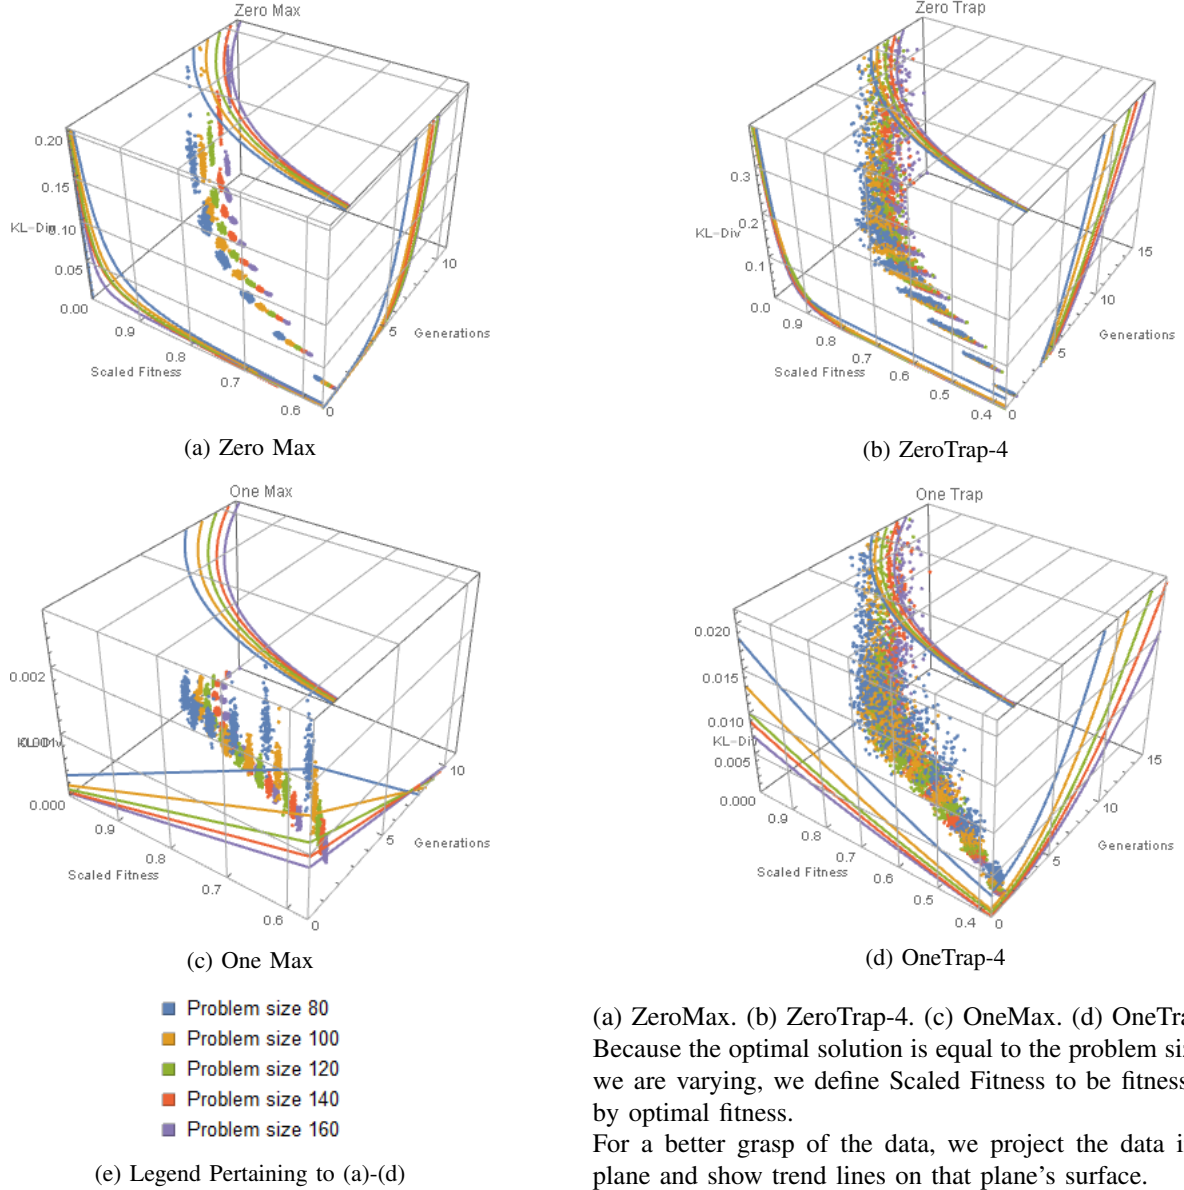 Zero Max
0.20
0.15
KL-Div
0.10
0.05
0.00
0.9
0.8
0.7
0.6
0
5
10
Scaled Fitness
Generations
(a) Zero Max
Zero Trap
0.3
0.2
KL-Div
0.1
0.0
0.9
0.8
0.7
0.6
0.5
0.4
0
5
10
15
Scaled Fitness
Generations
(b) ZeroTrap-4
One Max
0.002
0.000
0.9
0.8
0.7
0.6
0
5
10
Scaled Fitness
Generations
(c) One Max
One Trap
0.020
0.015
0.010
KL-Div
0.005
0.000
0.9
0.8
0.7
0.6
0.5
0.4
0
5
10
15
Scaled Fitness
Generations
(d) OneTrap-4
Problem size 80
Problem size 100
Problem size 120
Problem size 140
Problem size 160
(e) Legend Pertaining to (a)-(d)
(a) ZeroMax. (b) ZeroTrap-4. (c) OneMax. (d) OneTra
Because the optimal solution is equal to the problem siz
we are varying, we define Scaled Fitness to be fitness
by optimal fitness.
For a better grasp of the data, we project the data i
plane and show trend lines on that plane's surface.